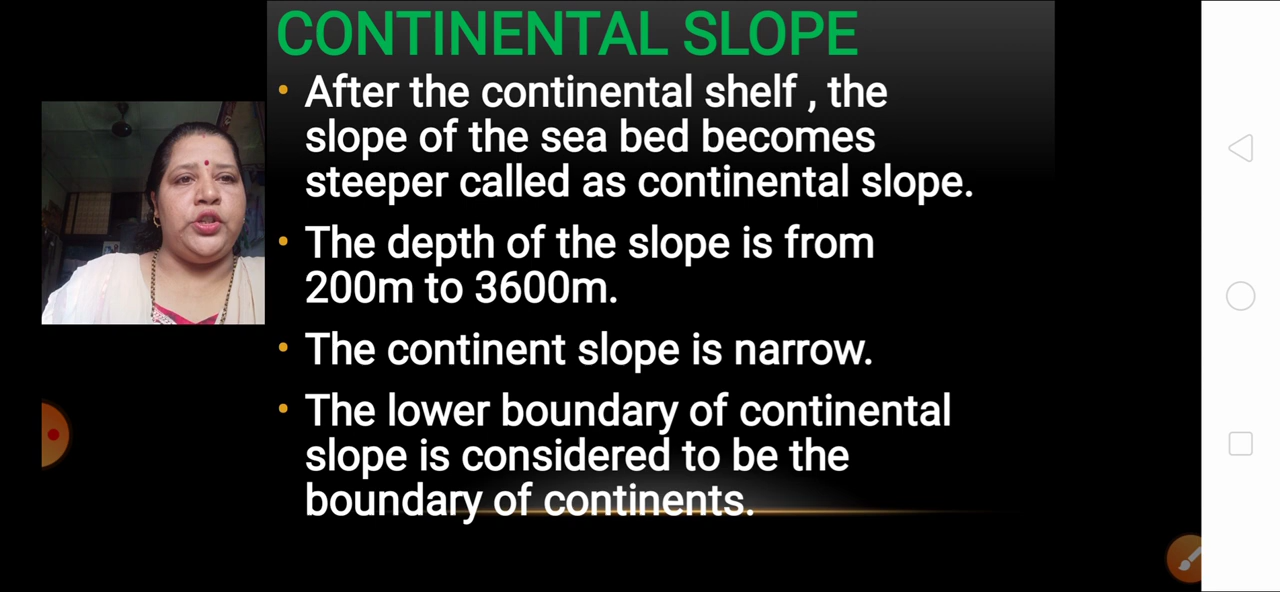 CONTINENTAL SLOPE
• After the continental shelf , the
slope of the sea bed becomes
steeper called as continental slope.
• The depth of the slope is from
200m to 3600m.
• The continent slope is narrow.
• The lower boundary of continental
slope is considered to be the
boundary of continents.